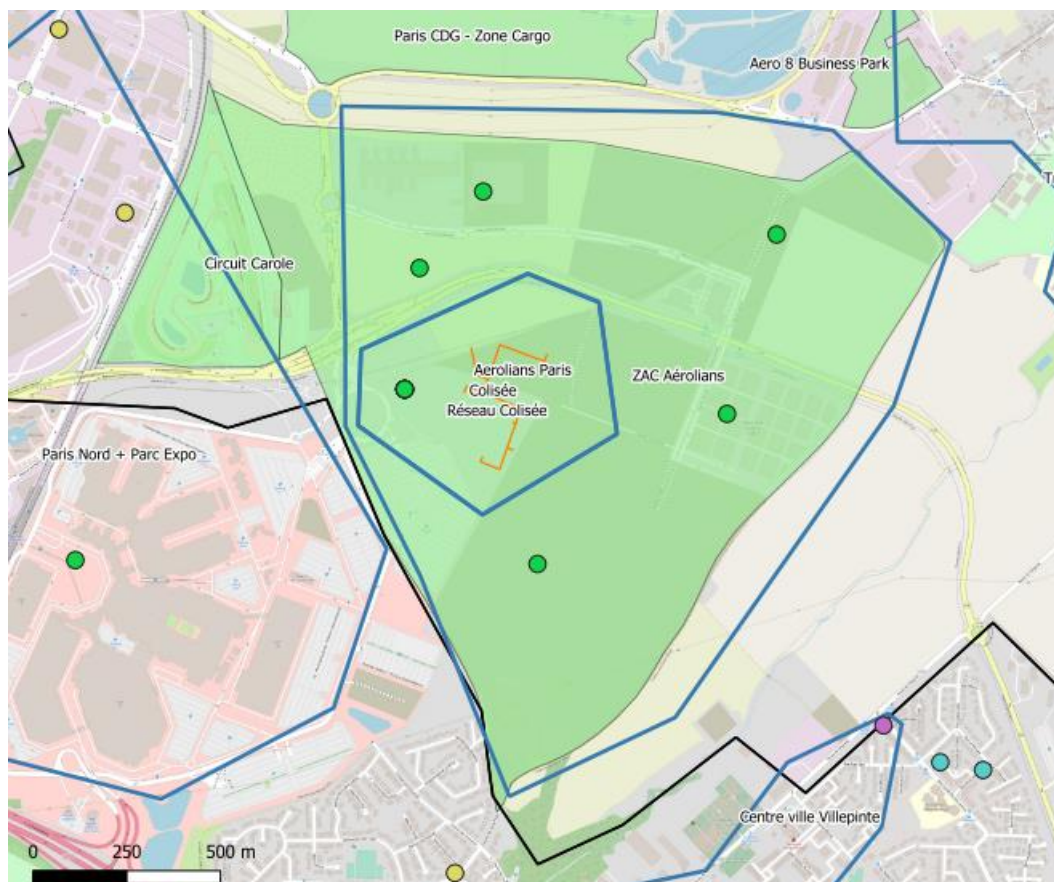 Paris CDG - Zone Cargo
Aero 8 Business Park
Circuit Carole
Aerolians Paris
Colisée
Réseau Colisée
ZAC Aérolians
Paris Nord + Parc Expo
Centre ville Villepinte
0 250 500 m